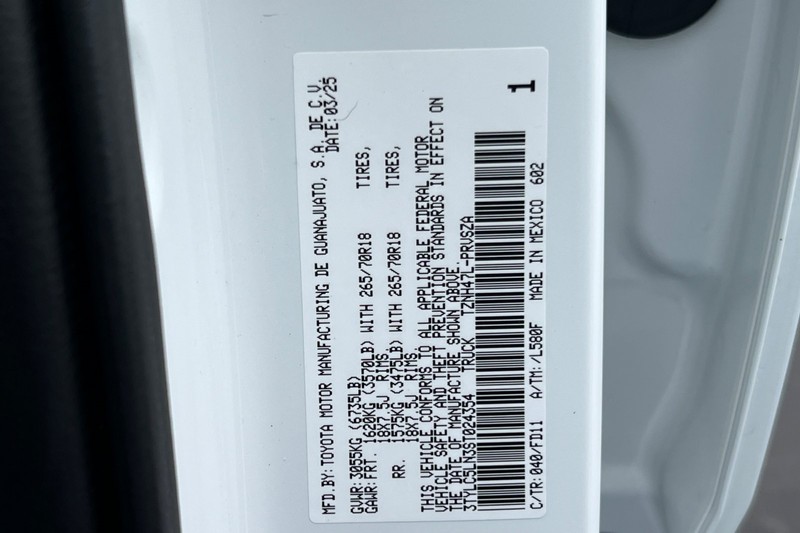 MFD.BY:TOYOTA MOTOR MANUFACTURING DE GUANAJUATO, S.A. DE C.V.
DATE: 03/25
GVWR: 3055KG (6735LB)
GAWR: FRT. 1620KG (3570LB) WITH 265/70R18 TIRES,
18X7.5J RIMS,
RR. 1575KG (3475LB) WITH 265/70R18 TIRES,
18X7.5J RIMS.
THIS VEHICLE CONFORMS TO ALL APPLICABLE FEDERAL MOTOR
VEHICLE SAFETY AND THEFT PREVENTION STANDARDS IN EFFECT ON
THE DATE OF MANUFACTURE SHOWN ABOVE.
3TYLC5LN3ST024354 TRUCK TZNH47L-PRVSZA
1
C/TR: 040/FD11 A/TM: /L580F MADE IN MEXICO 602